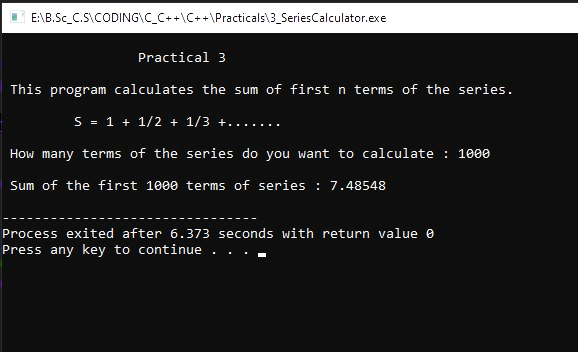 E:\B.Sc_C.S\CODING\C_C++\C++\Practicals\3_SeriesCalculator.exe
Practical 3
This program calculates the sum of first n terms of the series.
S = 1 + 1/2 + 1/3 +.......
How many terms of the series do you want to calculate : 1000
Sum of the first 1000 terms of series : 7.48548
--------------------------------
Process exited after 6.373 seconds with return value 0
Press any key to continue . . .